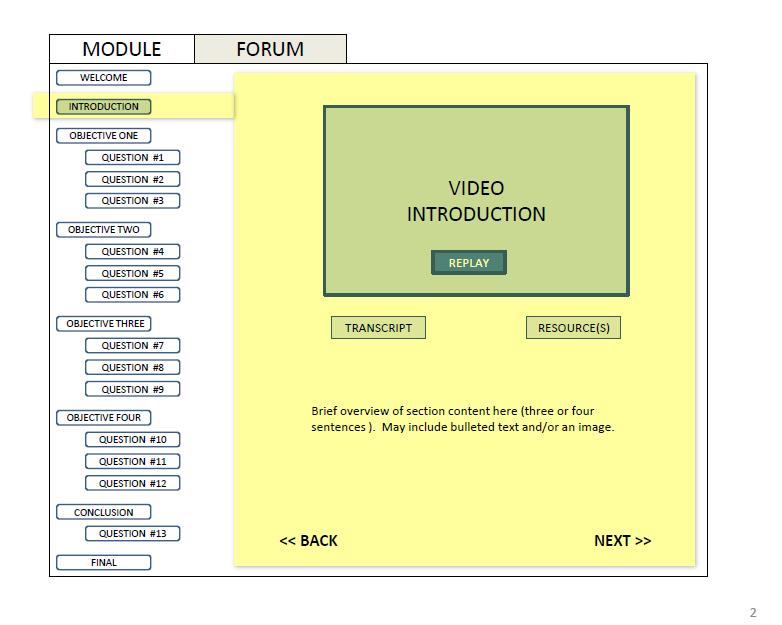 MODULE
FORUM
WELCOME
INTRODUCTION
OBJECTIVE ONE
QUESTION #1
QUESTION #2
QUESTION #3
OBJECTIVE TWO
QUESTION #4
QUESTION #5
QUESTION #6
OBJECTIVE THREE
QUESTION #7
QUESTION #8
QUESTION #9
OBJECTIVE FOUR
QUESTION #10
QUESTION #11
QUESTION #12
CONCLUSION
QUESTION #13
FINAL
VIDEO
INTRODUCTION
REPLAY
TRANSCRIPT
RESOURCE(S)
Brief overview of section content here (three or four
sentences ). May include bulleted text and/or an image.
<< BACK
NEXT >>
2